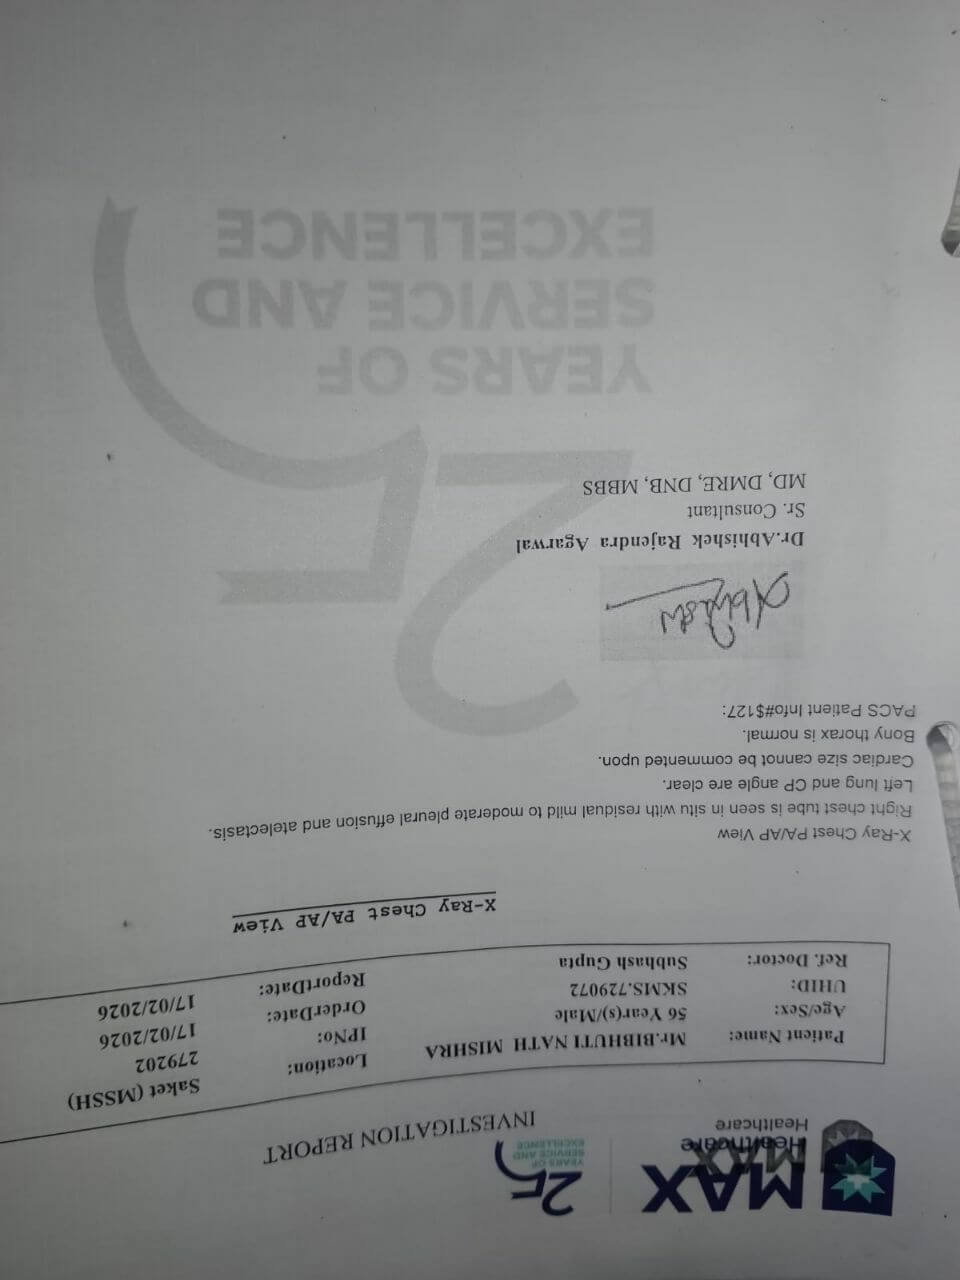 MAX
Healthcare
MAX
Healthcare
25
YEARS OF
SERVICE AND
EXCELLENCE
INVESTIGATION REPORT
Patient Name: Mr.BIBHUTI NATH MISHRA Location: Saket (MSSH)
Age/Sex: 56 Year(s)/Male IPNo: 279202
UHID: SKMS.729072 OrderDate: 17/02/2026
Ref. Doctor: Subhash Gupta ReportDate: 17/02/2026
X-Ray Chest PA/AP View
X-Ray Chest PA/AP View
Right chest tube is seen in situ with residual mild to moderate pleural effusion and atelectasis.
Left lung and CP angle are clear.
Cardiac size cannot be commented upon.
Bony thorax is normal.
PACS Patient Info#$127:
Dr.Abhishek Rajendra Agarwal
Sr. Consultant
MD, DMRE, DNB, MBBS
25
YEARS OF
SERVICE AND
EXCELLENCE